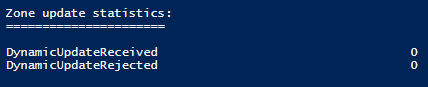 Zone update statistics:
=======================
DynamicUpdateReceived 0
DynamicUpdateRejected 0